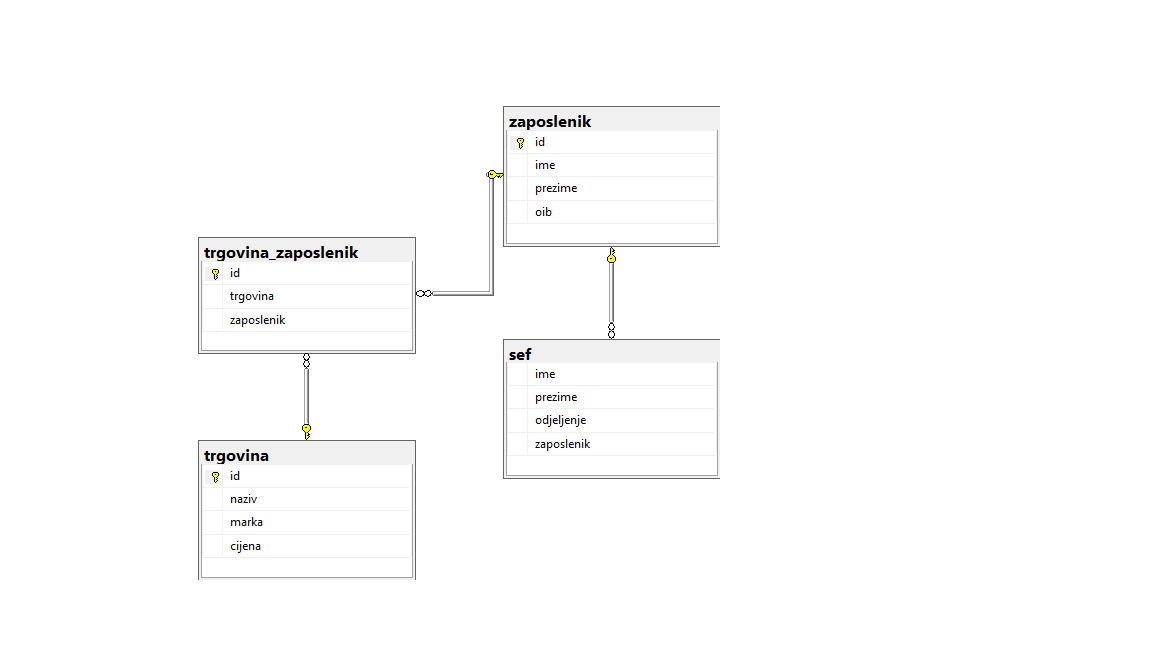 zaposlenik
id
ime
prezime
oib
trgovina_zaposlenik
id
trgovina
zaposlenik
sef
ime
prezime
odjeljenje
zaposlenik
trgovina
id
naziv
marka
cijena